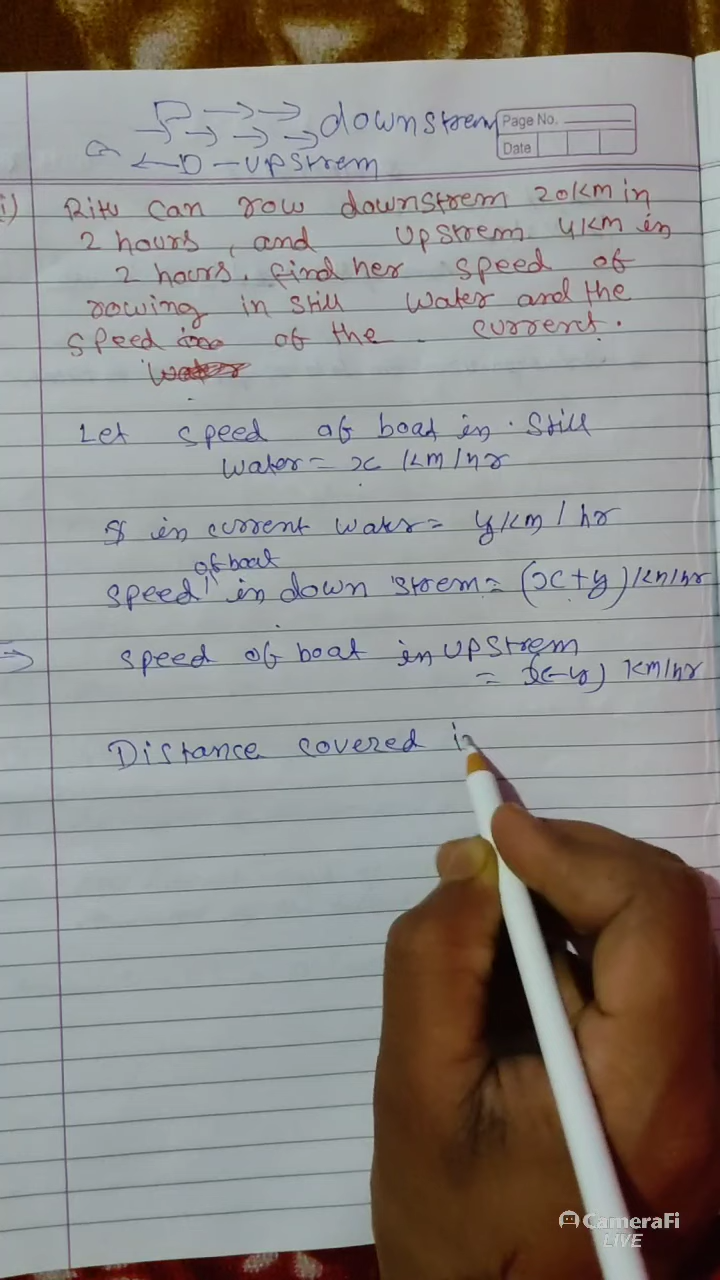 downstrem
Page No.
Date
← — UPstrem
i) Ritu can row downstrem 20km in
2 hours, and upstrem 4km in
2 hours. find her speed of
rowing in still water and the
speed of the current.
Let speed of boat in still
water = x km/hr
in current water = y km/hr
of boat
speed in down strem = (x+y) km/hr
⇒ speed of boat in UPstrem
= (x-y) km/hr
Distance covered in
CameraFi
LIVE